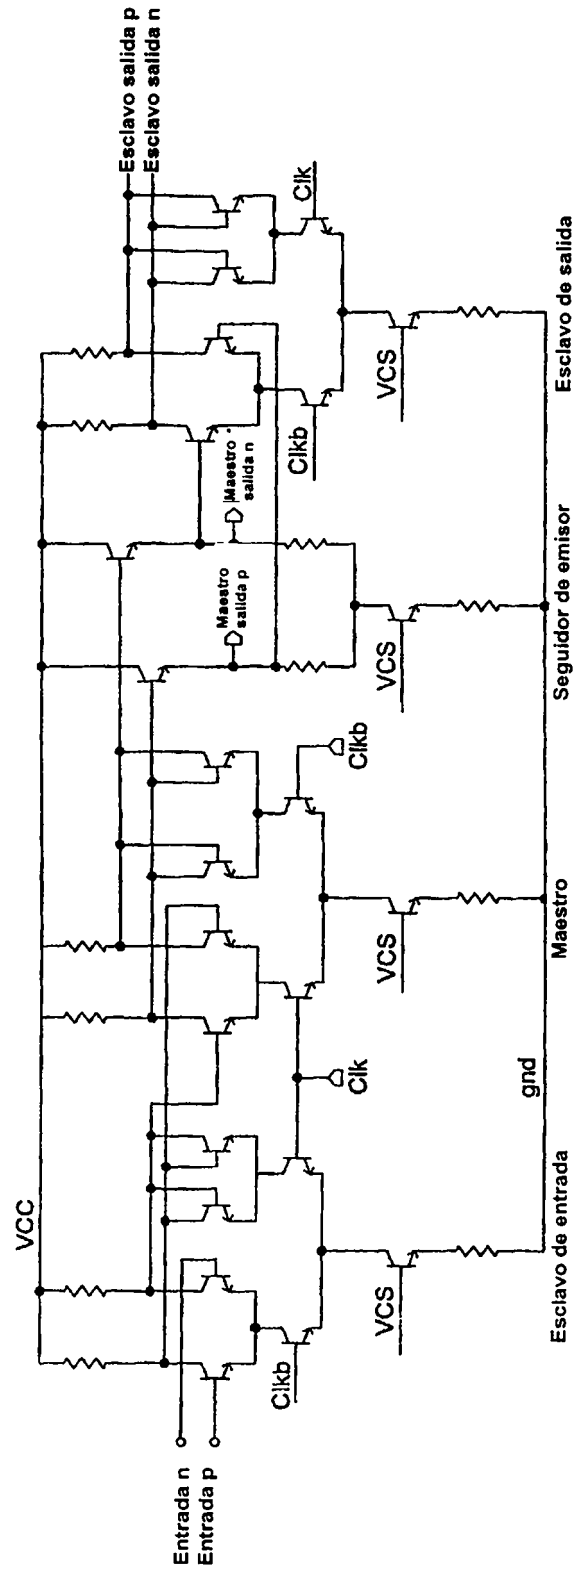 VCC
Entrada n
Entrada p
Clkb
VCS
Esclavo de entrada
Clk
gnd
VCS
Maestro
Clkb
Maestro
salida p
Maestro
salida n
VCS
Seguidor de emisor
Clkb
Clk
VCS
Esclavo de salida
Esclavo salida p
Esclavo salida n